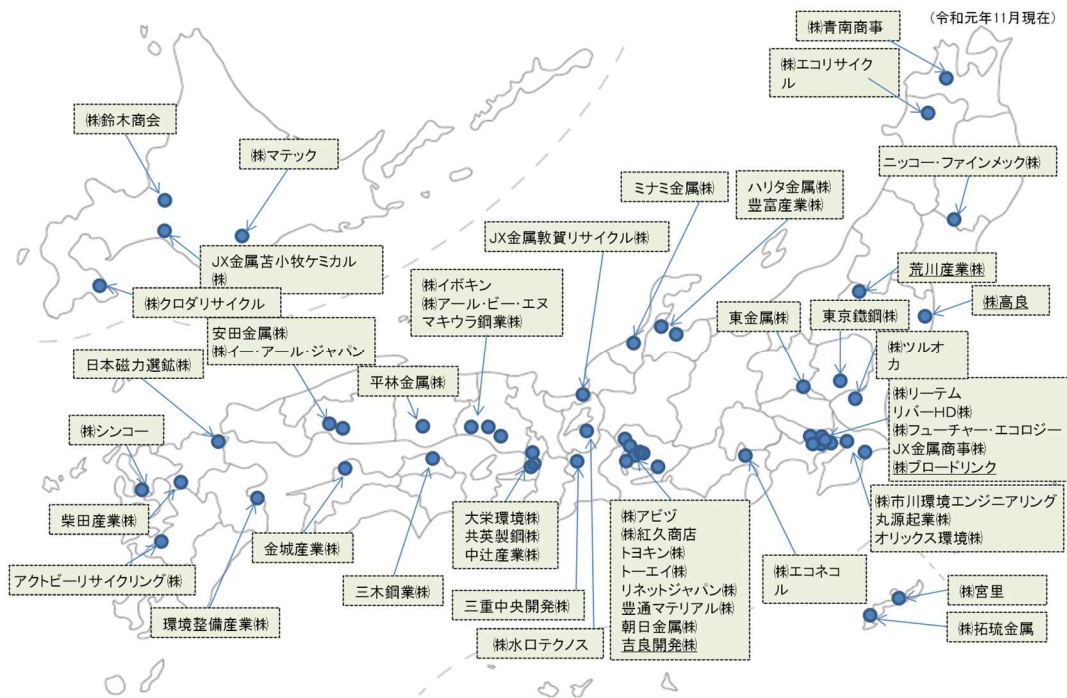 （令和元年11月現在）
㈱青南商事
㈱エコリサイク
ル
㈱鈴木商会
㈱マテック
ニッコー・ファインメック㈱
ミナミ金属㈱
ハリタ金属㈱
豊富産業㈱
JX金属敦賀リサイクル㈱
JX金属苫小牧ケミカル
㈱
荒川産業㈱
㈱クロダリサイクル
㈱イボキン
㈱アール・ビー・エヌ
マキウラ鋼業㈱
㈱高良
東金属㈱
東京鐵鋼㈱
安田金属㈱
㈱イー・アール・ジャパン
㈱ツルオ
カ
日本磁力選鉱㈱
平林金属㈱
㈱リーテム
リバーHD㈱
㈱フューチャー・エコロジー
JX金属商事㈱
㈱ブロードリンク
㈱シンコー
㈱市川環境エンジニアリング
丸源起業㈱
オリックス環境㈱
柴田産業㈱
金城産業㈱
大栄環境㈱
共英製鋼㈱
中辻産業㈱
㈱アビヅ
㈱紅久商店
トヨキン㈱
トーエイ㈱
リネットジャパン㈱
豊通マテリアル㈱
朝日金属㈱
吉良開発㈱
㈱エコネコ
ル
アクトビーリサイクリング㈱
三木鋼業㈱
三重中央開発㈱
㈱宮里
環境整備産業㈱
㈱水口テクノス
㈱拓琉金属